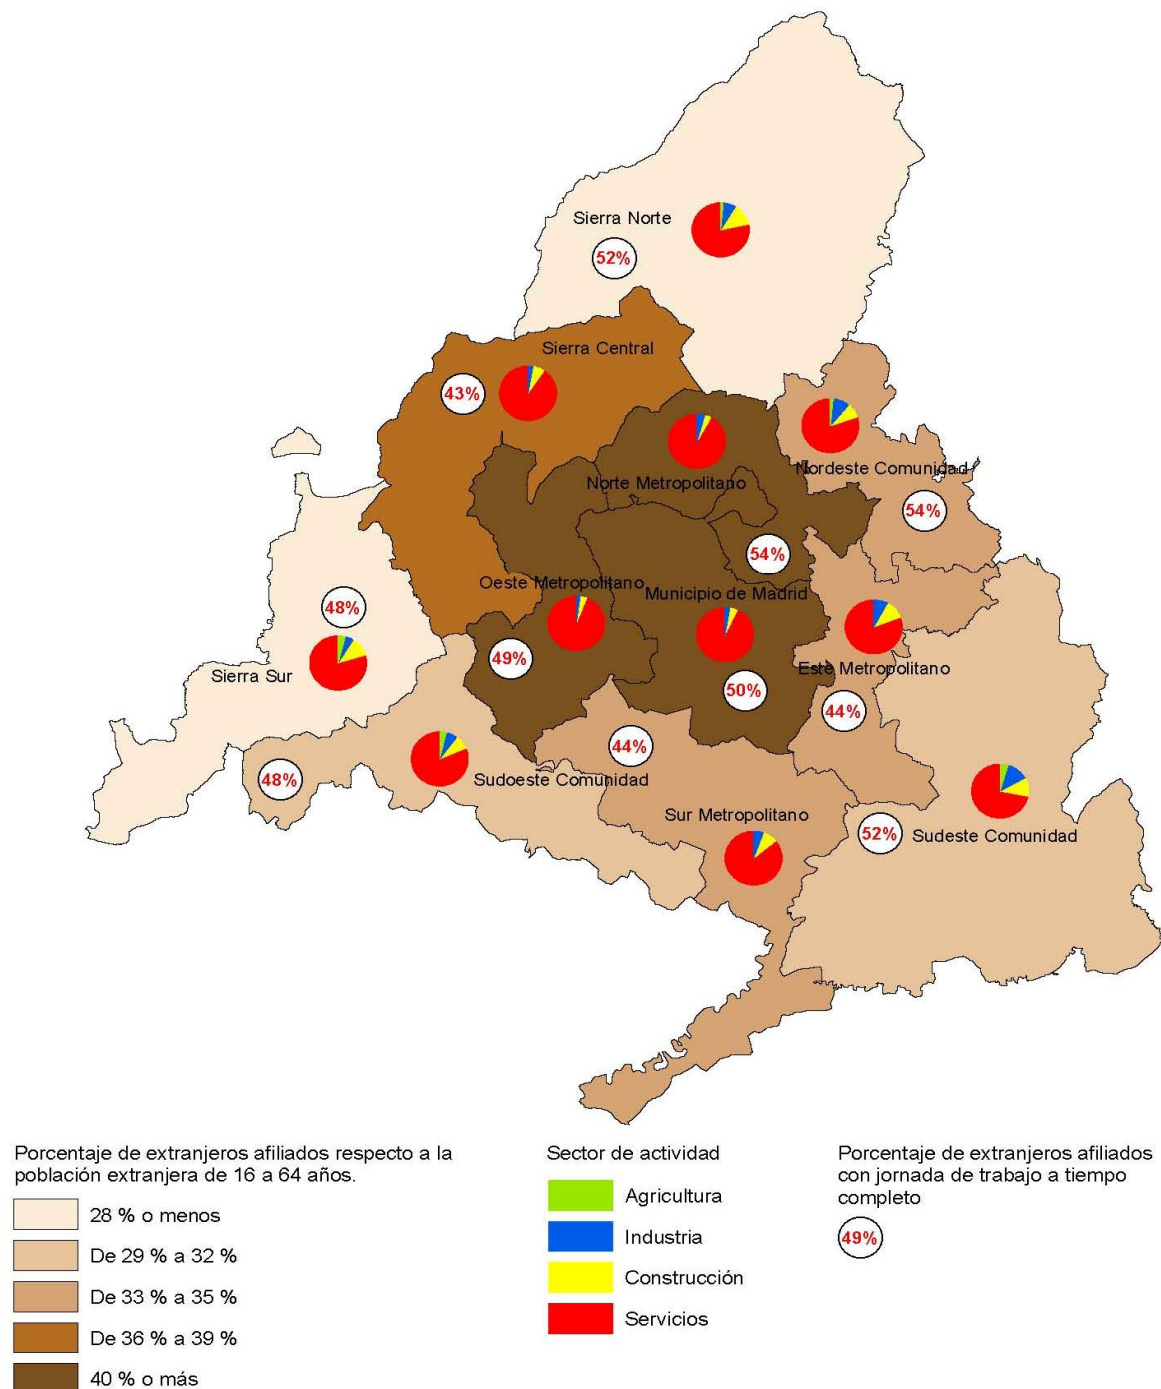 Sierra Norte
52%
Sierra Central
43%
Nordeste Comunidad
Norte Metropolitano
54%
54%
Oeste Metropolitano
Municipio de Madrid
48%
49%
Este Metropolitano
Sierra Sur
50%
44%
44%
48%
Sudoeste Comunidad
Sur Metropolitano
52%
Sudeste Comunidad
Porcentaje de extranjeros afiliados respecto a la
población extranjera de 16 a 64 años.
28 % o menos
De 29 % a 32 %
De 33 % a 35 %
De 36 % a 39 %
40 % o más
Sector de actividad
Agricultura
Industria
Construcción
Servicios
Porcentaje de extranjeros afiliados
con jornada de trabajo a tiempo
completo
49%